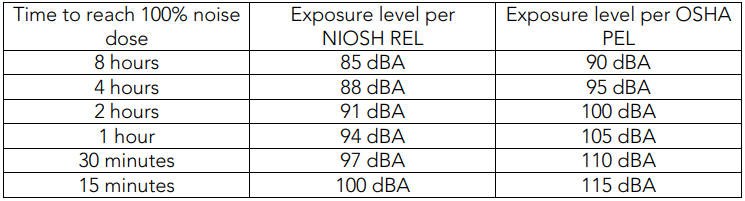 Time to reach 100% noise dose | Exposure level per NIOSH REL | Exposure level per OSHA PEL
8 hours | 85 dBA | 90 dBA
4 hours | 88 dBA | 95 dBA
2 hours | 91 dBA | 100 dBA
1 hour | 94 dBA | 105 dBA
30 minutes | 97 dBA | 110 dBA
15 minutes | 100 dBA | 115 dBA